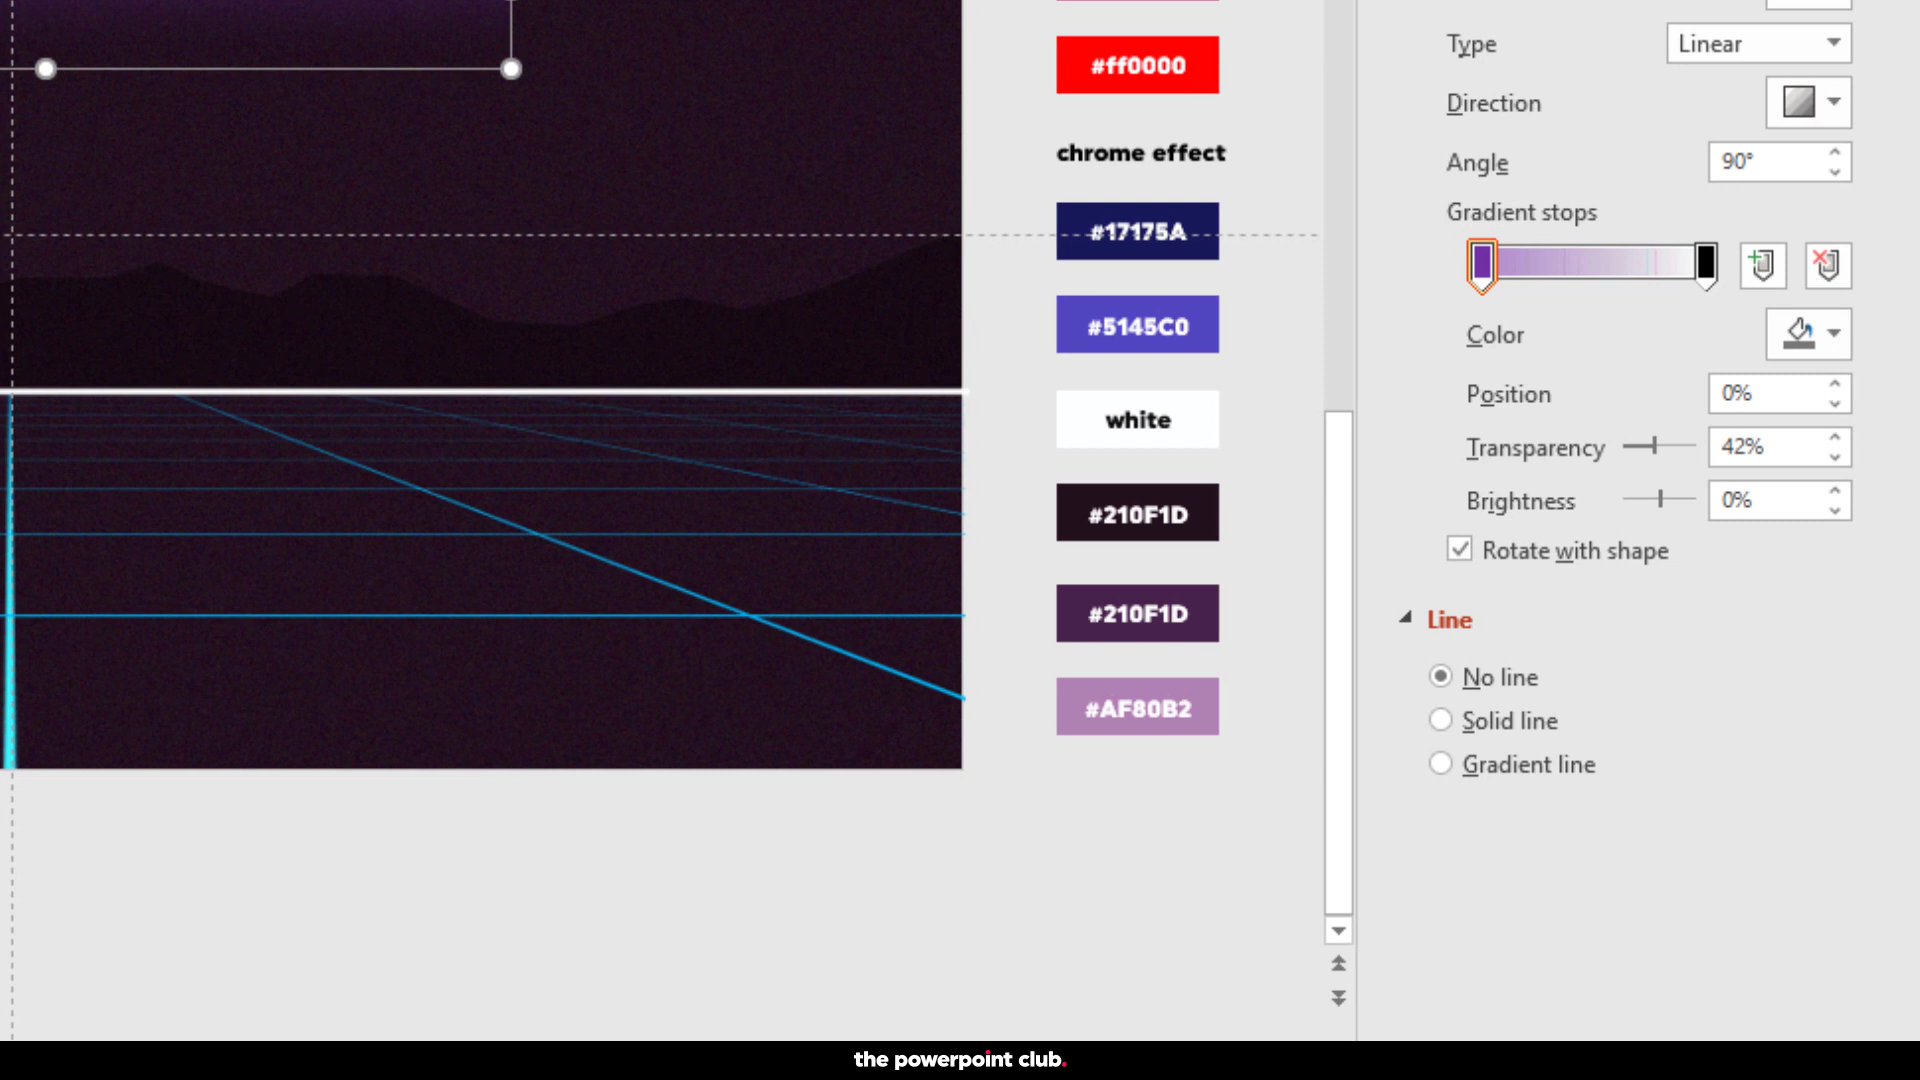 #ff0000
chrome effect
#17175A
#5145C0
white
#210F1D
#210F1D
#AF80B2
Type
Linear
Direction
Angle
90°
Gradient stops
Color
Position
0%
Transparency
42%
Brightness
0%
Rotate with shape
Line
No line
Solid line
Gradient line
the powerpoint club.